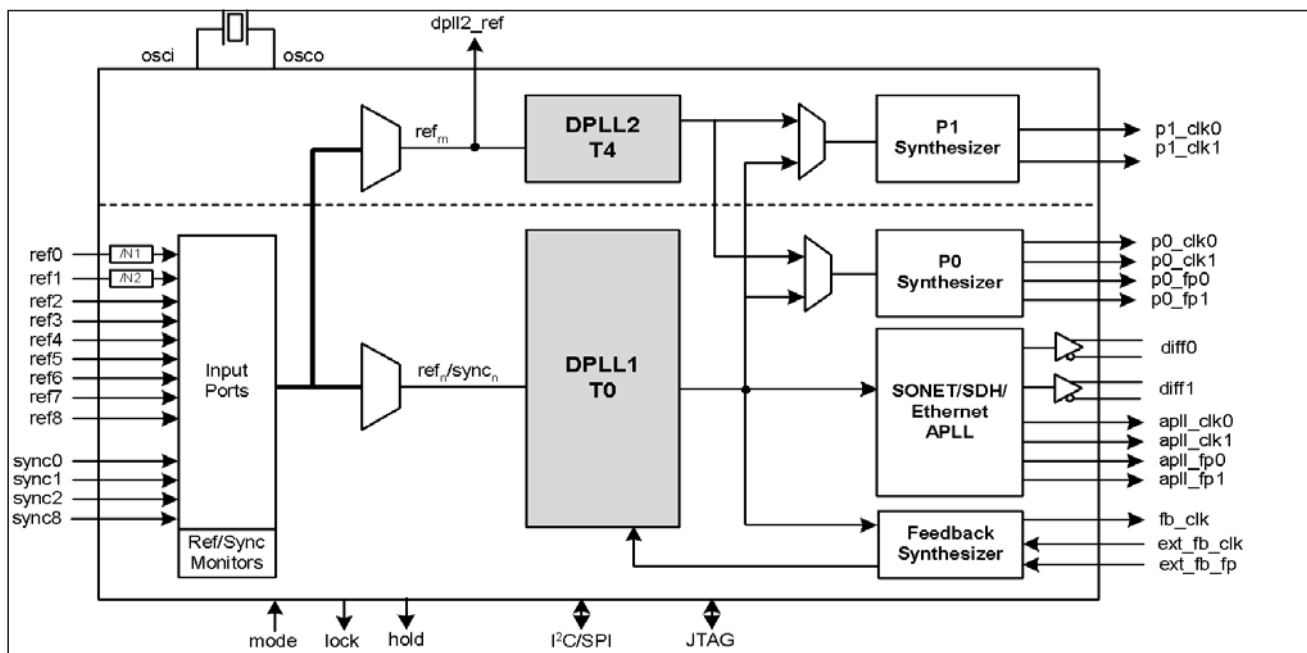 dpll2_ref
osci
osco
ref_m
DPLL2
T4
P1
Synthesizer
p1_clk0
p1_clk1
ref0
/N1
ref1
/N2
ref2
ref3
ref4
ref5
ref6
ref7
ref8
sync0
sync1
sync2
sync8
Input
Ports
Ref/Sync
Monitors
ref_n/sync_n
DPLL1
T0
P0
Synthesizer
p0_clk0
p0_clk1
p0_fp0
p0_fp1
SONET/SDH/
Ethernet
APLL
diff0
diff1
apll_clk0
apll_clk1
apll_fp0
apll_fp1
Feedback
Synthesizer
fb_clk
ext_fb_clk
ext_fb_fp
mode
lock
hold
I²C/SPI
JTAG